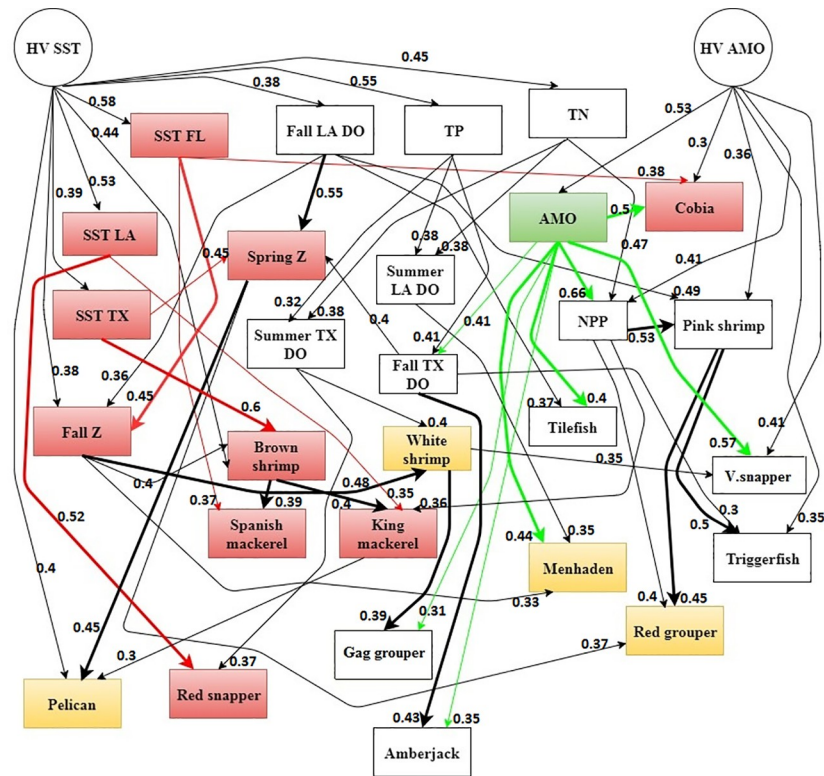 HV SST
HV AMO
0.45
0.38
0.55
0.58
0.44
SST FL
Fall LA DO
TP
TN
0.53
0.3
0.36
0.39
0.53
0.55
0.38
AMO
0.5
Cobia
SST LA
0.45
Spring Z
0.38
0.38
0.47
0.41
Summer
LA DO
0.66
0.49
SST TX
0.32
0.38
0.41
NPP
Pink shrimp
Summer TX
DO
0.4
0.41
0.53
Fall TX
DO
0.38
0.36
0.45
0.6
0.4
0.37
0.4
Tilefish
0.41
Fall Z
Brown
shrimp
White
shrimp
0.57
0.35
V.snapper
0.4
0.48
0.37
0.39
0.4
0.35
0.36
0.3
0.35
Spanish
mackerel
King
mackerel
0.52
0.44
0.35
0.5
Triggerfish
0.4
Menhaden
0.33
0.4
0.45
0.45
0.3
0.39
0.31
Red grouper
0.37
Gag grouper
0.37
Pelican
Red snapper
0.43
0.35
Amberjack